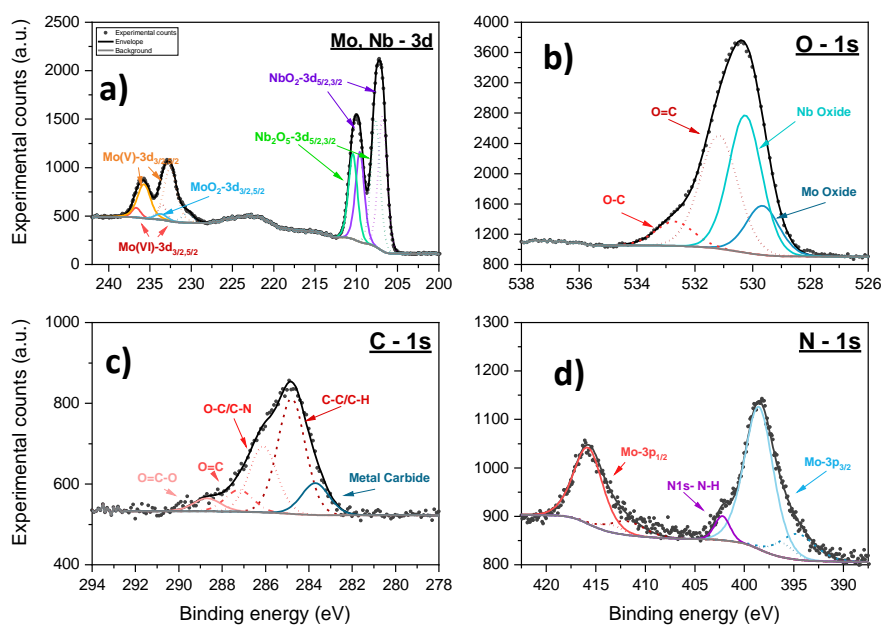 Experimental counts
Envelope
Background
Mo, Nb - 3d
a)
NbO2-3d5/2,3/2
Nb2O5-3d5/2,3/2
Mo(V)-3d3/2,5/2
MoO2-3d3/2,5/2
Mo(VI)-3d3/2,5/2
Experimental counts (a.u.)
2500
2000
1500
1000
500
0
240 235 230 225 220 215 210 205 200
O - 1s
b)
O=C
Nb Oxide
O-C
Mo Oxide
4000
3600
3200
2800
2400
2000
1600
1200
800
538 536 534 532 530 528 526
C - 1s
c)
O-C/C-N
C-C/C-H
O=C
O=C-O
Metal Carbide
Experimental counts (a.u.)
1000
800
600
400
294 292 290 288 286 284 282 280 278
Binding energy (eV)
N - 1s
d)
Mo-3p1/2
Mo-3p3/2
N1s- N-H
1300
1200
1100
1000
900
800
420 415 410 405 400 395 390
Binding energy (eV)